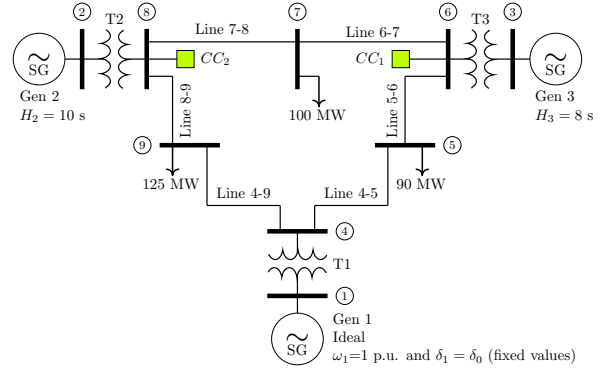 2
T2
8
Line 7-8
7
Line 6-7
6
T3
3
∼
SG
CC₂
CC₁
∼
SG
Gen 2
H₂ = 10 s
Line 8-9
100 MW
Line 5-6
Gen 3
H₃ = 8 s
9
5
125 MW
90 MW
Line 4-9
Line 4-5
4
T1
1
∼
SG
Gen 1
Ideal
ω₁=1 p.u. and δ₁ = δ₀ (fixed values)